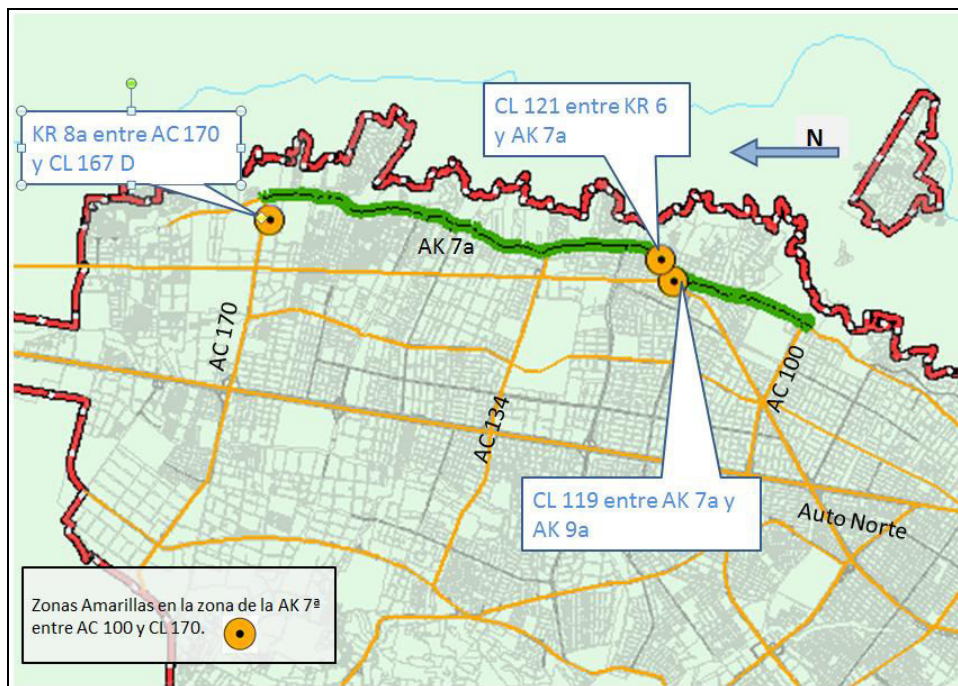 CL 121 entre KR 6
y AK 7a
KR 8a entre AC 170
y CL 167 D
N
AK 7a
AC 170
AC 134
AC 100
CL 119 entre AK 7a y
AK 9a
Auto Norte
Zonas Amarillas en la zona de la AK 7ª
entre AC 100 y CL 170.